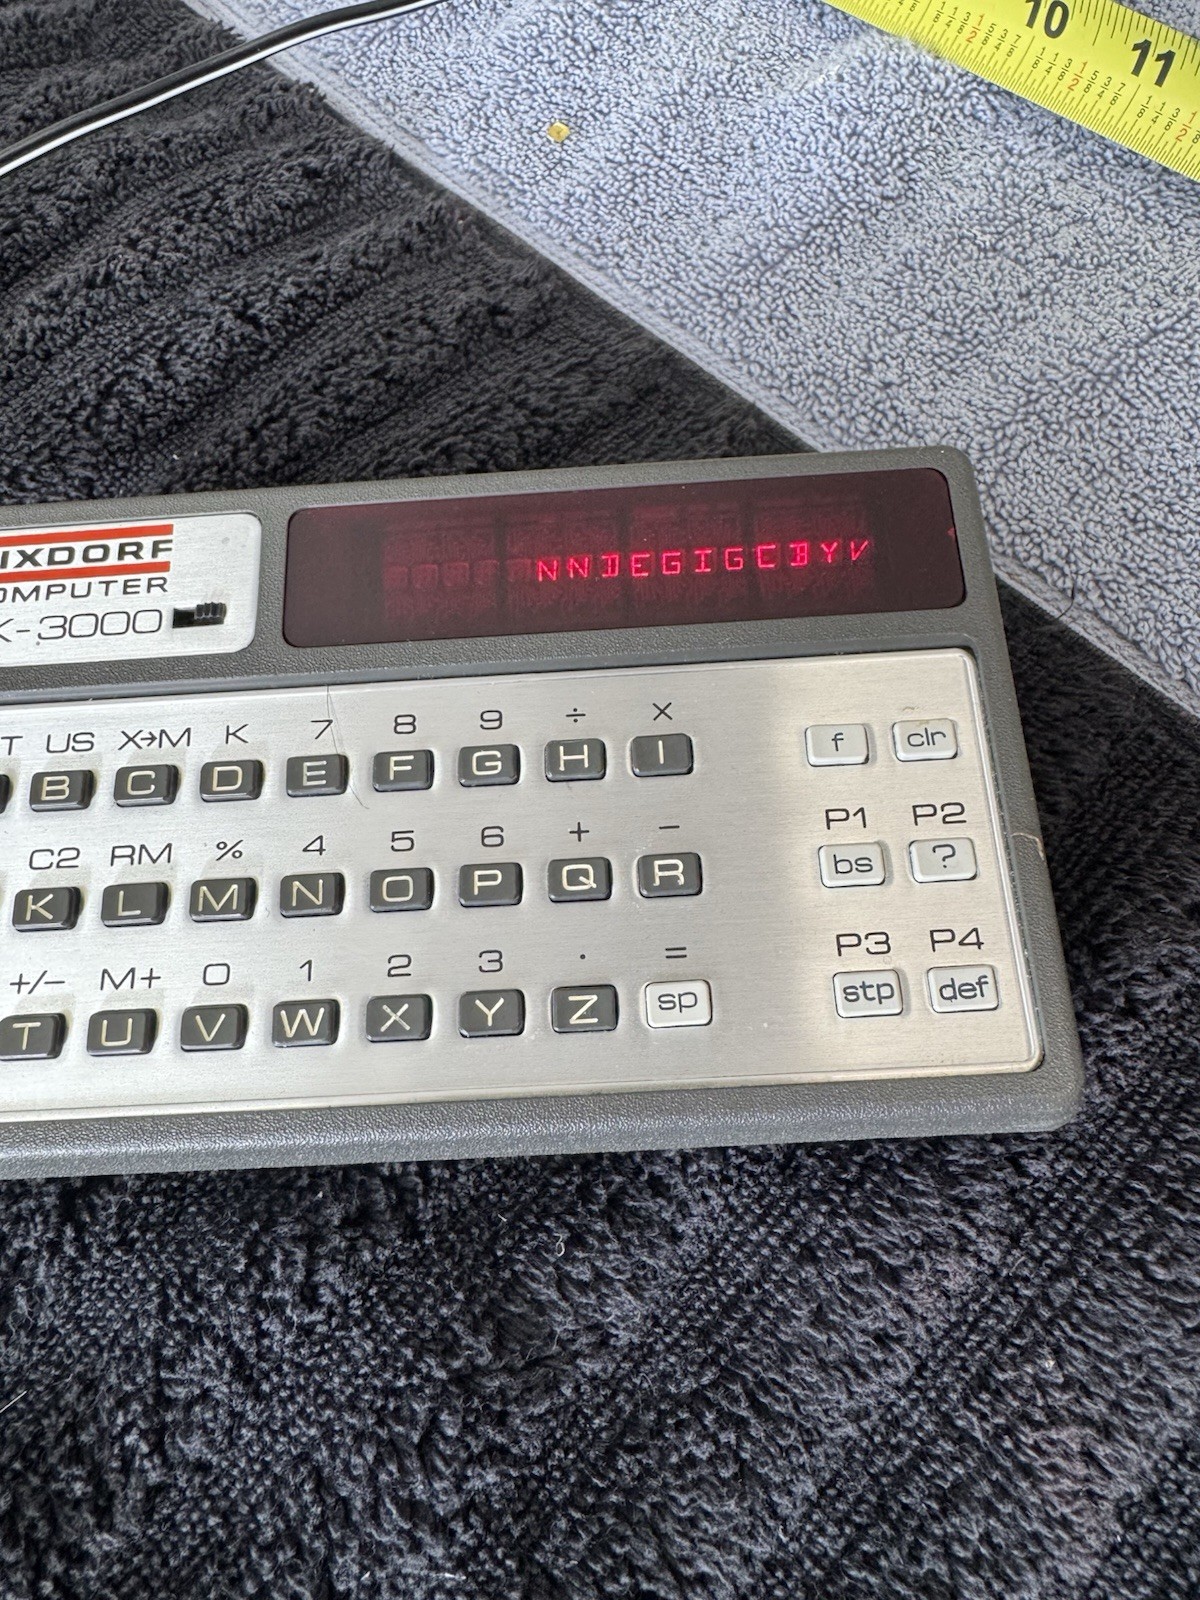 10 11
IXDORF
OMPUTER
K-3000
NNDEGIGCBYV
T US X→M K 7 8 9 ÷ X
B C D E F G H I f clr
C2 RM % 4 5 6 + − P1 P2
K L M N O P Q R bs ?
+/− M+ 0 1 2 3 . = P3 P4
T U V W X Y Z sp stp def